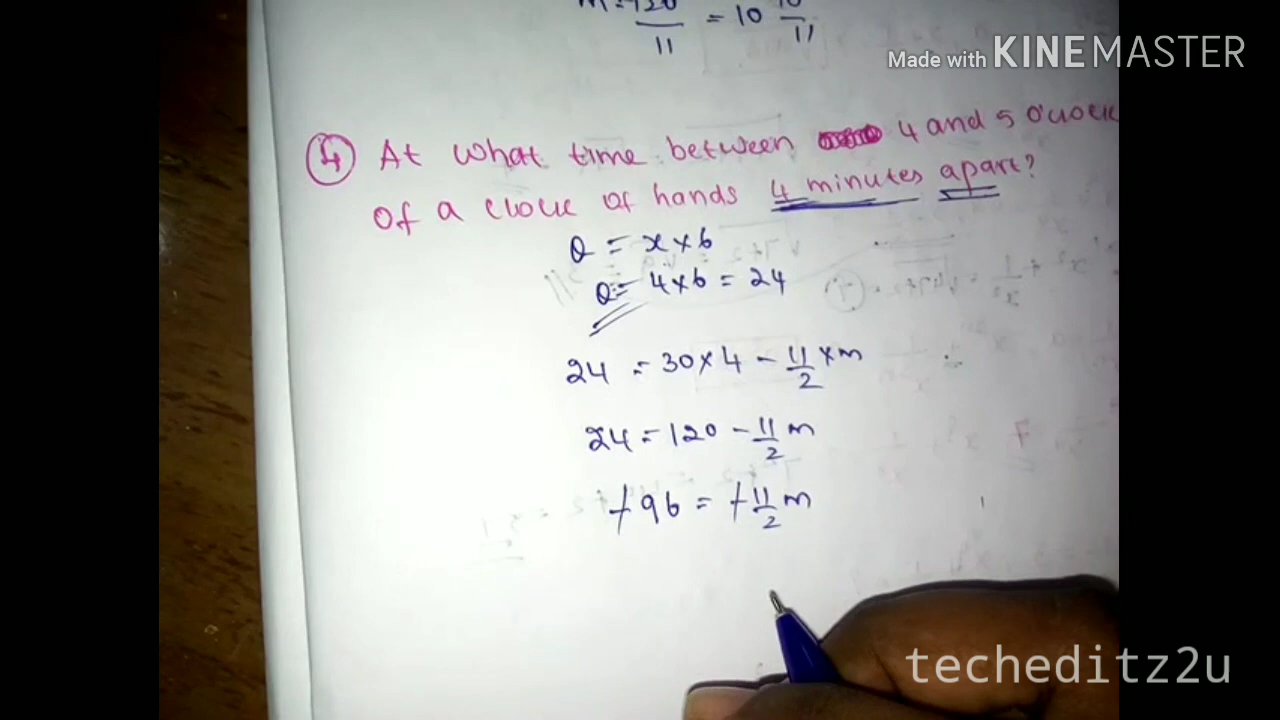 = 10
11
11
Made with KINEMASTER
4 At what time between 4 and 5 O'clock
Of a clock of hands 4 minutes apart?
θ = x×6
θ = 4×6 = 24
24 = 30×4 - 11/2 × m
24 = 120 - 11/2 m
-96 = -11/2 m
techeditz2u